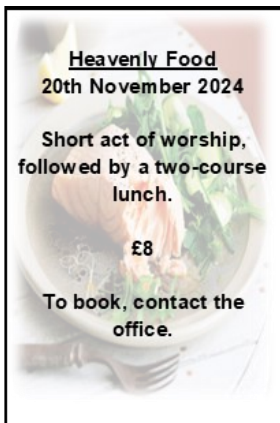 Heavenly Food
20th November 2024
Short act of worship,
followed by a two-course
lunch.
£8
To book, contact the
office.